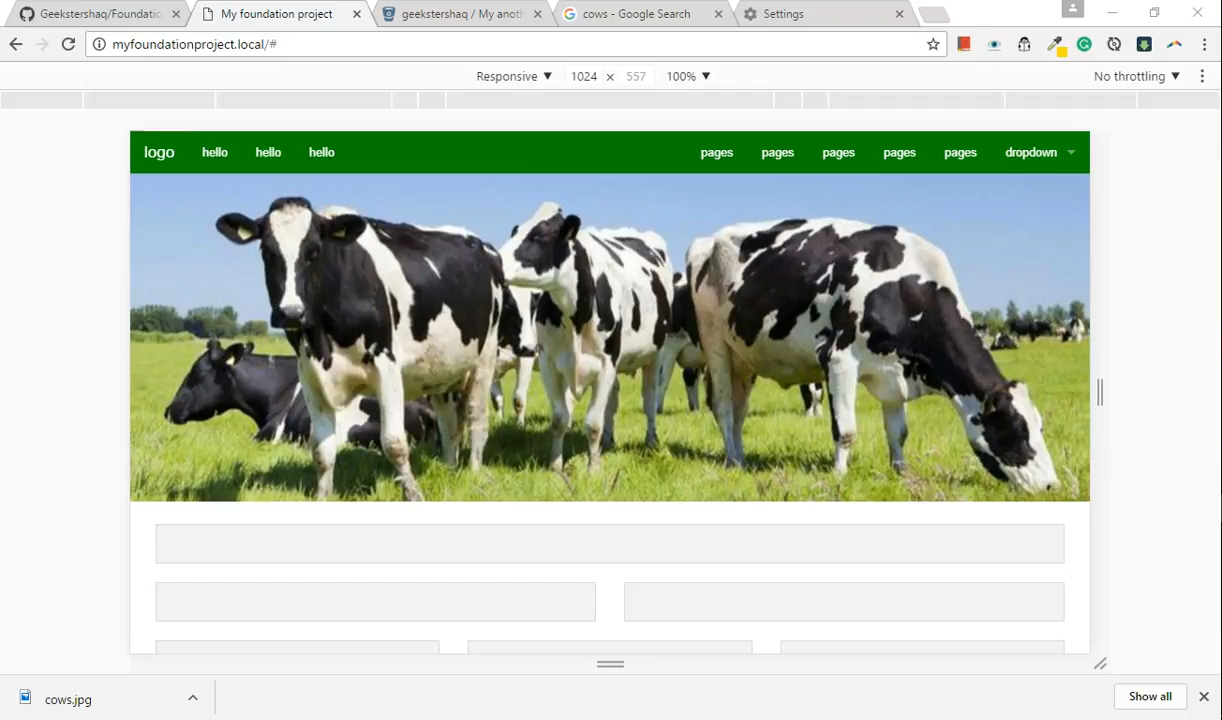 Geekstershaq/Foundatio
My foundation project
geekstershaq / My anoth
cows - Google Search
Settings
myfoundationproject.local/#
Responsive ▼ 1024 × 557 100% ▼
No throttling ▼
logo hello hello hello
pages pages pages pages pages dropdown
cows.jpg
Show all